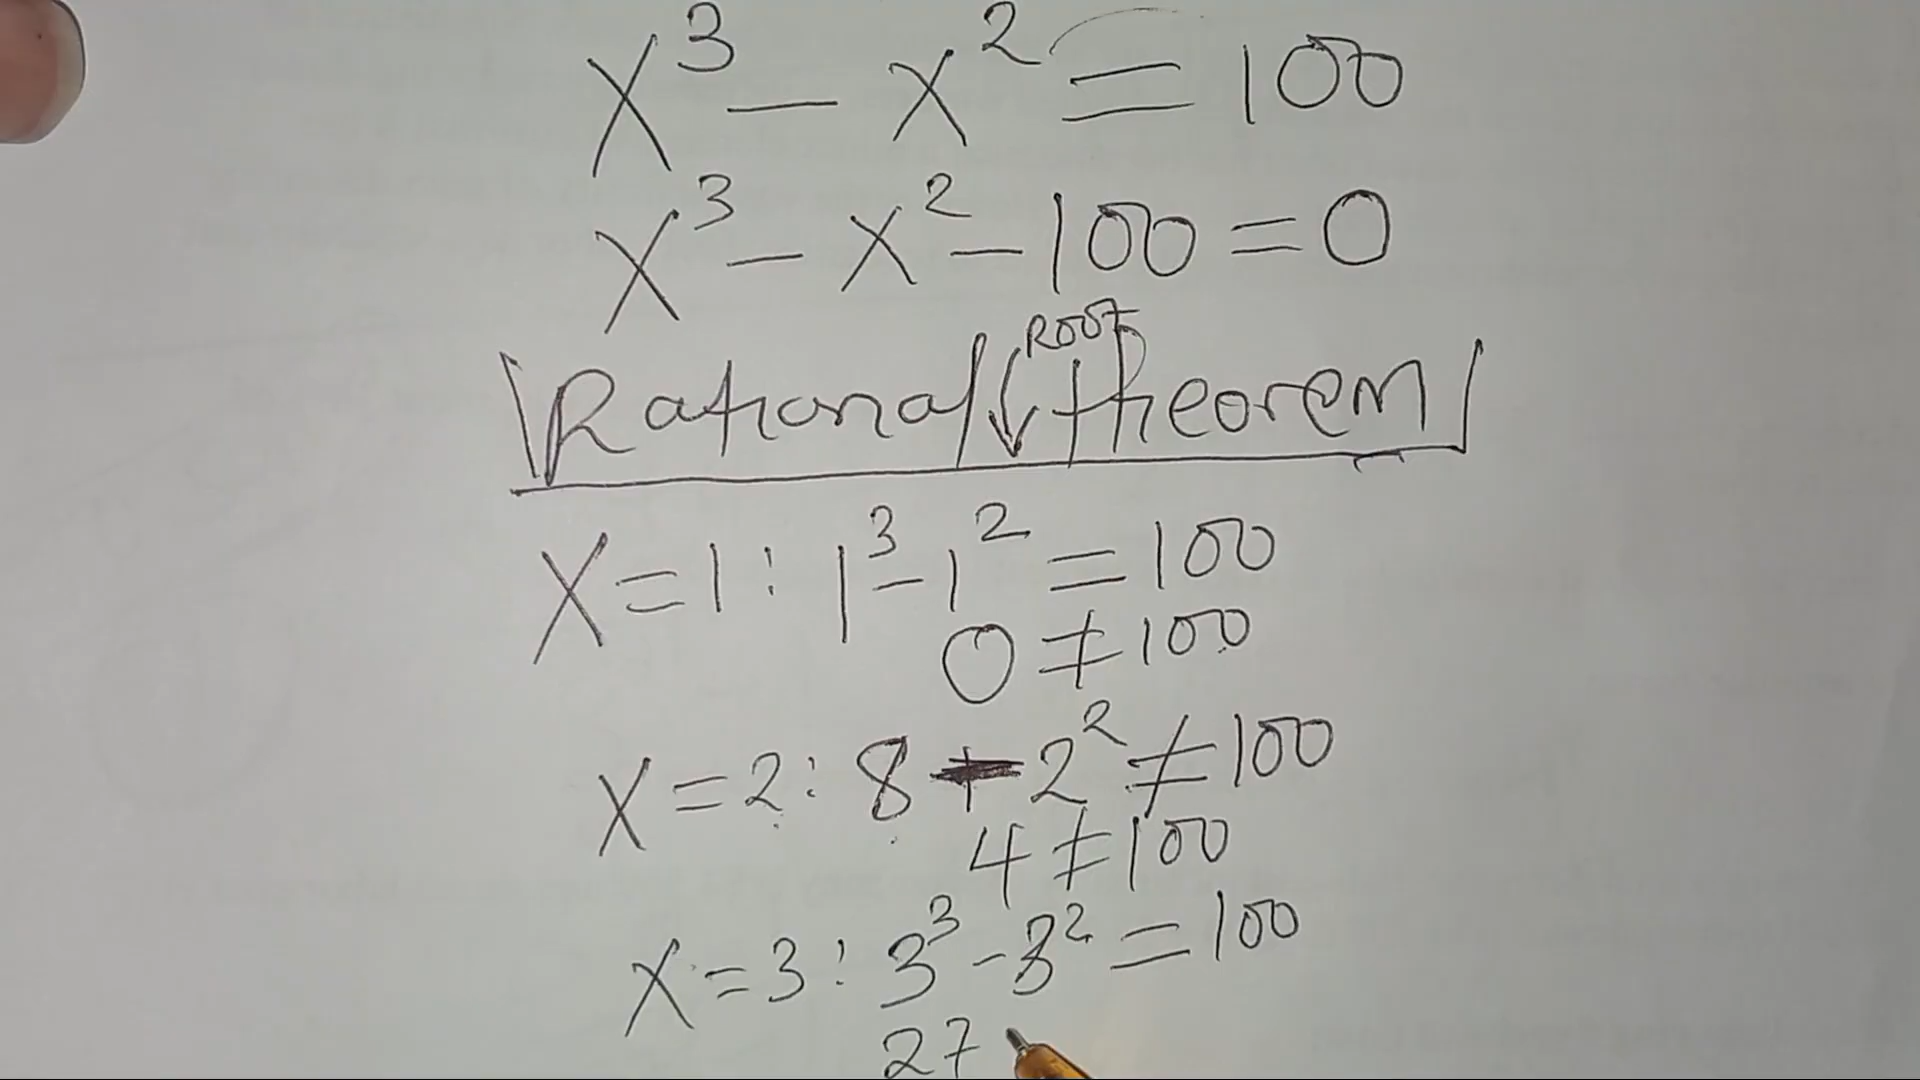 x³ - x² = 100
x³ - x² - 100 = 0
Root
Rational ↓ theorem
x = 1 : 1³ - 1² = 100
0 ≠ 100
x = 2 : 8 - 2² ≠ 100
4 ≠ 100
x = 3 : 3³ - 3² = 100
27